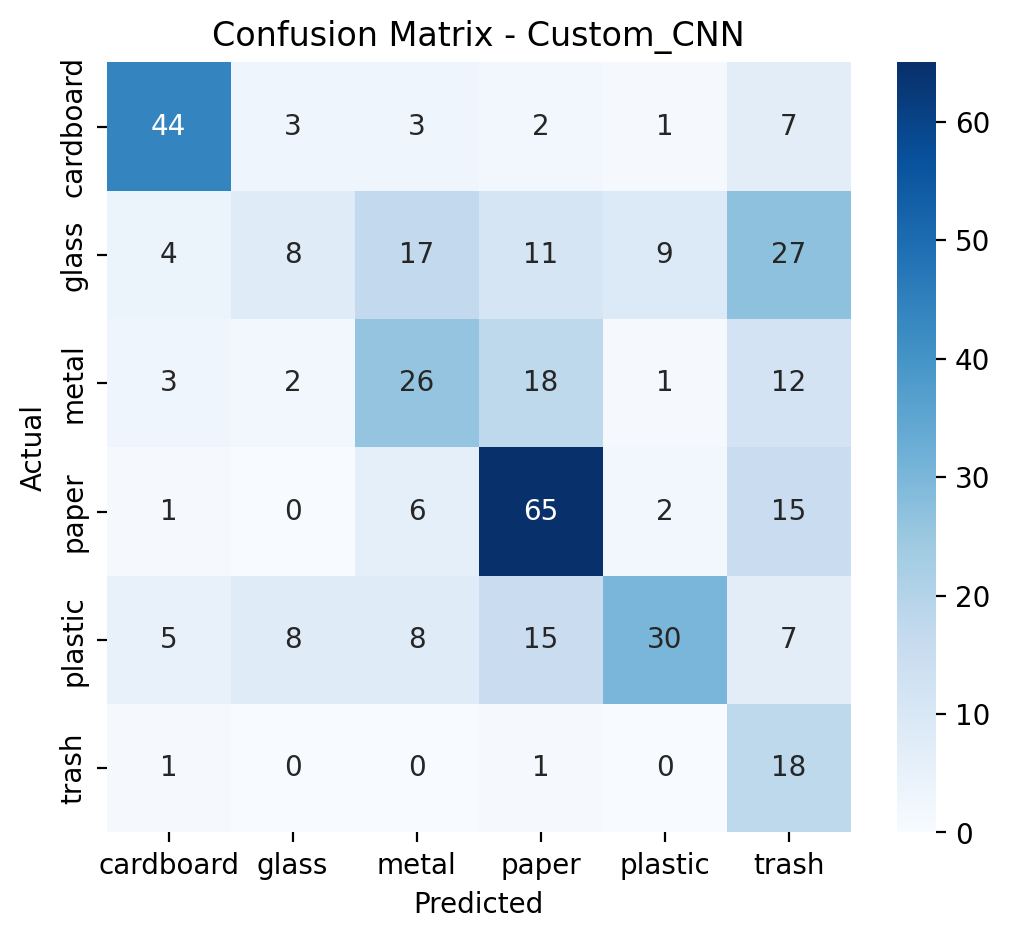 Confusion Matrix - Custom_CNN
cardboard 44 3 3 2 1 7
glass 4 8 17 11 9 27
metal 3 2 26 18 1 12
paper 1 0 6 65 2 15
plastic 5 8 8 15 30 7
trash 1 0 0 1 0 18
cardboard glass metal paper plastic trash
Predicted
Actual
60
50
40
30
20
10
0